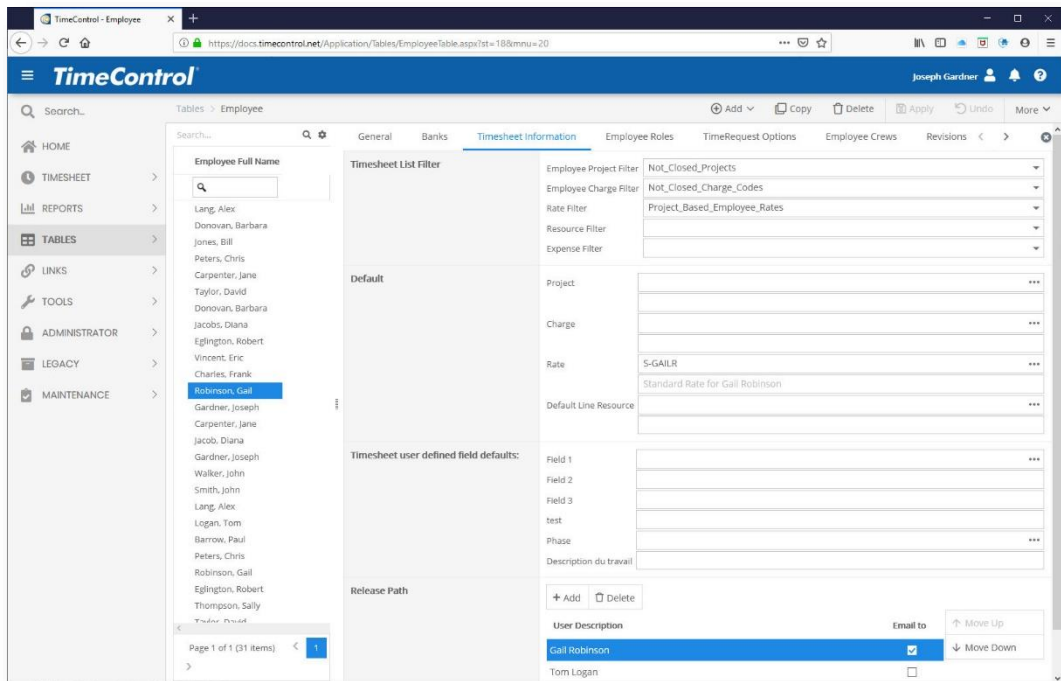 TimeControl - Employee
https://docs.timecontrol.net/Application/Tables/EmployeeTable.aspx?st=18&mnu=20
TimeControl
Joseph Gardner
Search...
HOME
TIMESHEET
REPORTS
TABLES
LINKS
TOOLS
ADMINISTRATOR
LEGACY
MAINTENANCE
Tables > Employee
Add
Copy
Delete
Apply
Undo
More
Search...
Employee Full Name
Lang, Alex
Donovan, Barbara
Jones, Bill
Peters, Chris
Carpenter, Jane
Taylor, David
Donovan, Barbara
Jacobs, Diana
Eglington, Robert
Vincent, Eric
Charles, Frank
Robinson, Gail
Gardner, Joseph
Carpenter, Jane
Jacob, Diana
Gardner, Joseph
Walker, John
Smith, John
Lang, Alex
Logan, Tom
Barrow, Paul
Peters, Chris
Robinson, Gail
Eglington, Robert
Thompson, Sally
Taylor, David
Page 1 of 1 (31 items)
1
General
Banks
Timesheet Information
Employee Roles
TimeRequest Options
Employee Crews
Revisions
Timesheet List Filter
Employee Project Filter Not_Closed_Projects
Employee Charge Filter Not_Closed_Charge_Codes
Rate Filter Project_Based_Employee_Rates
Resource Filter
Expense Filter
Default
Project
Charge
Rate S-GAILR
Standard Rate for Gail Robinson
Default Line Resource
Timesheet user defined field defaults:
Field 1
Field 2
Field 3
test
Phase
Description du travail
Release Path
+ Add
Delete
User Description
Email to
Move Up
Gail Robinson
Move Down
Tom Logan